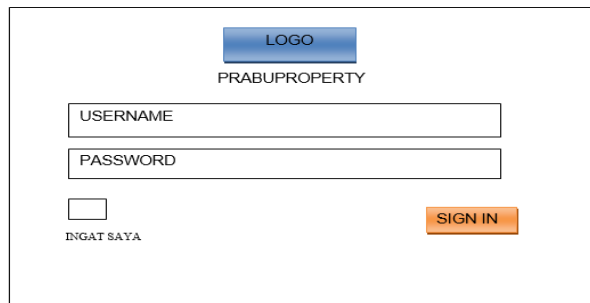 LOGO
PRABUPROPERTY
USERNAME
PASSWORD
SIGN IN
INGAT SAYA